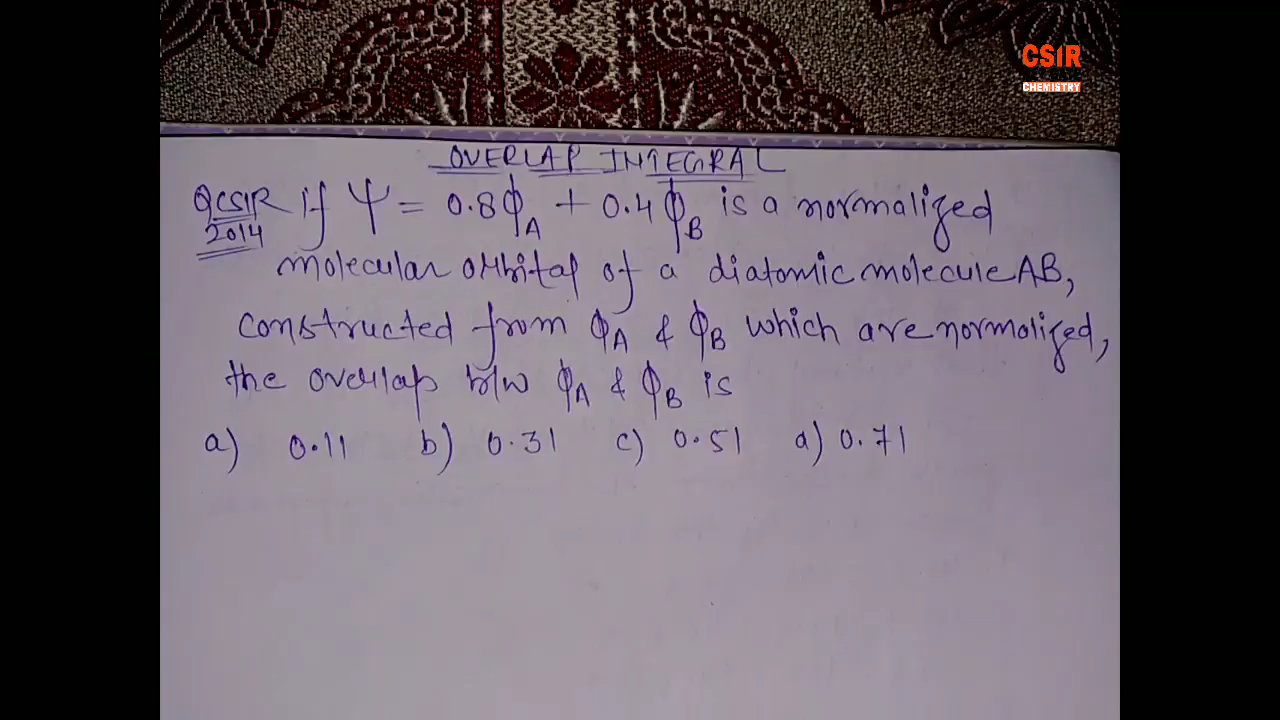 CSIR
CHEMISTRY
OVERLAP INTEGRAL
QCSIR if Ψ = 0.8ϕA + 0.4ϕB is a normalized
2014
molecular orbital of a diatomic molecule AB,
constructed from ϕA & ϕB which are normalized,
the overlap b/w ϕA & ϕB is
a) 0.11 b) 0.31 c) 0.51 a) 0.71